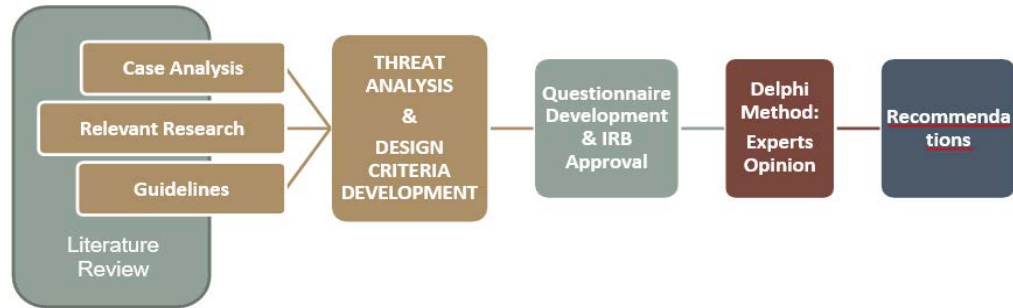 Case Analysis
Relevant Research
Guidelines
Literature
Review
THREAT
ANALYSIS
&
DESIGN
CRITERIA
DEVELOPMENT
Questionnaire
Development
& IRB
Approval
Delphi
Method:
Experts
Opinion
Recommenda
tions